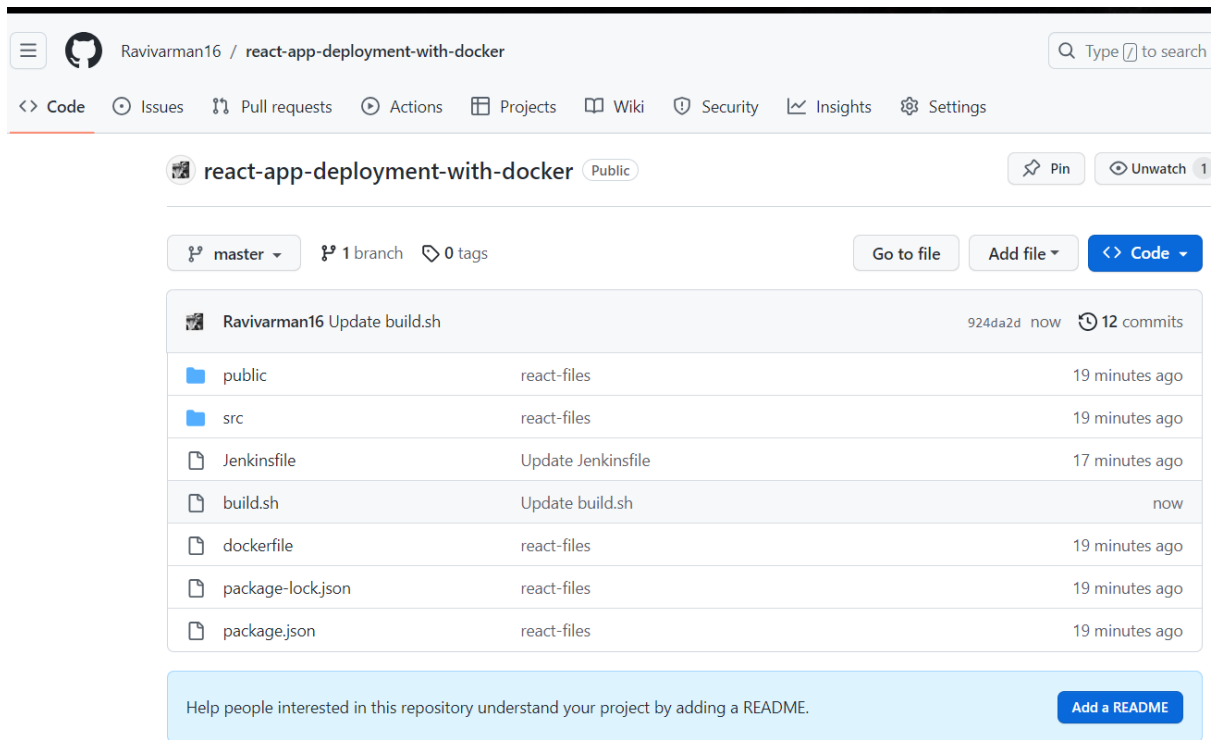 Ravivarman16 / react-app-deployment-with-docker Type / to search
Code Issues Pull requests Actions Projects Wiki Security Insights Settings
react-app-deployment-with-docker Public Pin Unwatch 1
master 1 branch 0 tags Go to file Add file Code
Ravivarman16 Update build.sh 924da2d now 12 commits
public react-files 19 minutes ago
src react-files 19 minutes ago
Jenkinsfile Update Jenkinsfile 17 minutes ago
build.sh Update build.sh now
dockerfile react-files 19 minutes ago
package-lock.json react-files 19 minutes ago
package.json react-files 19 minutes ago
Help people interested in this repository understand your project by adding a README. Add a README